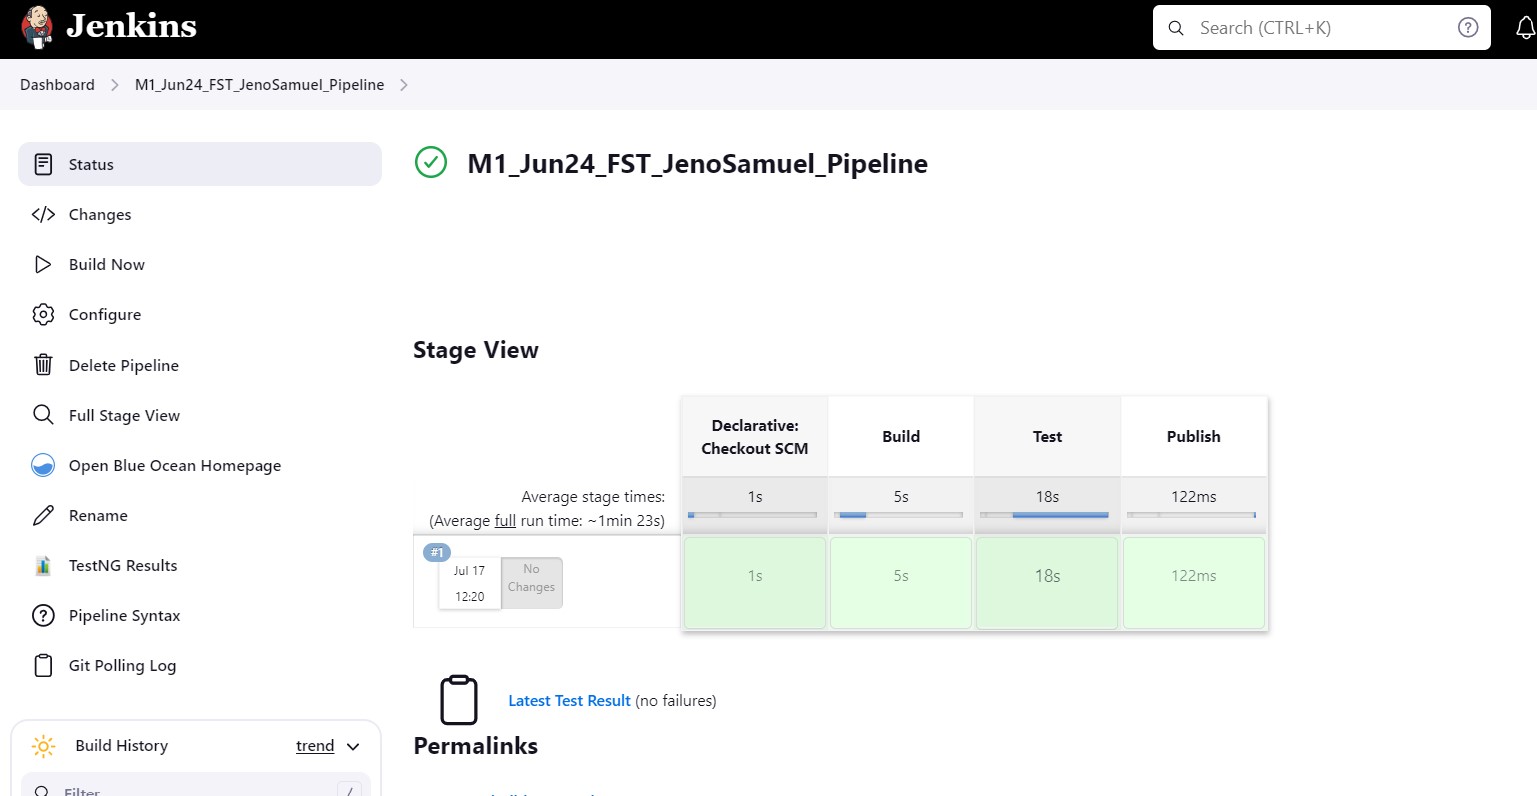 Jenkins
Search (CTRL+K)
Dashboard
M1_Jun24_FST_JenoSamuel_Pipeline
Status
Changes
Build Now
Configure
Delete Pipeline
Full Stage View
Open Blue Ocean Homepage
Rename
TestNG Results
Pipeline Syntax
Git Polling Log
Build History
trend
Filter
/
M1_Jun24_FST_JenoSamuel_Pipeline
Stage View
Declarative:
Checkout SCM
Build
Test
Publish
Average stage times:
(Average full run time: ~1min 23s)
1s
5s
18s
122ms
#1
Jul 17
12:20
No
Changes
1s
5s
18s
122ms
Latest Test Result (no failures)
Permalinks